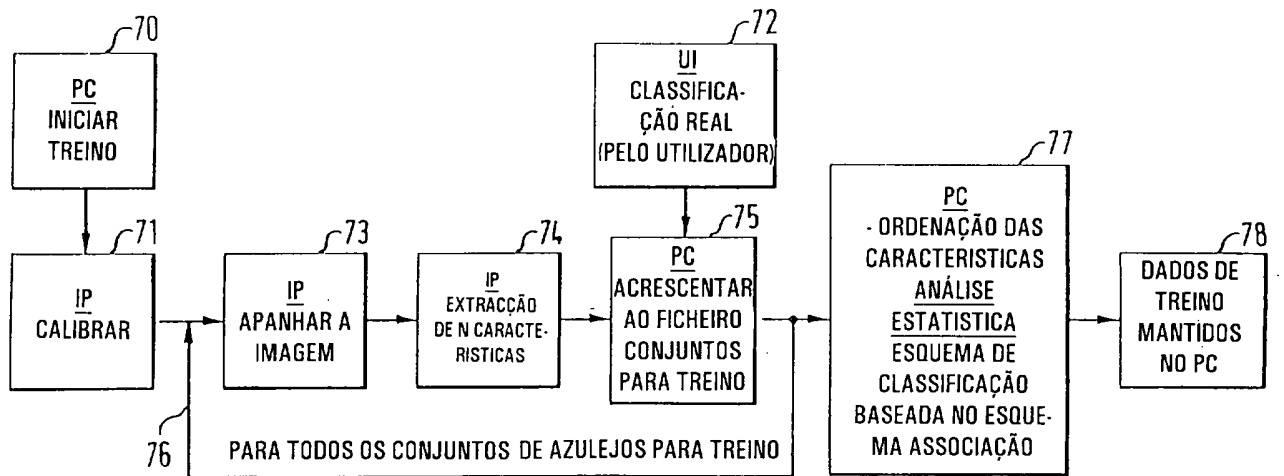 70
PC
INICIAR
TREINO
72
UI
CLASSIFICA-
ÇÃO REAL
(PELO UTILIZADOR)
71
IP
CALIBRAR
73
IP
APANHAR A
IMAGEM
74
IP
EXTRACÇÃO
DE N CARACTE-
RISTICAS
75
PC
ACRESCENTAR
AO FICHEIRO
CONJUNTOS
PARA TREINO
77
PC
- ORDENAÇÃO DAS
CARACTERISTICAS
ANÁLISE
ESTATISTICA
ESQUEMA DE
CLASSIFICAÇÃO
BASEADA NO ESQUE-
MA ASSOCIAÇÃO
78
DADOS DE
TREINO
MANTIDOS
NO PC
76
PARA TODOS OS CONJUNTOS DE AZULEJOS PARA TREINO